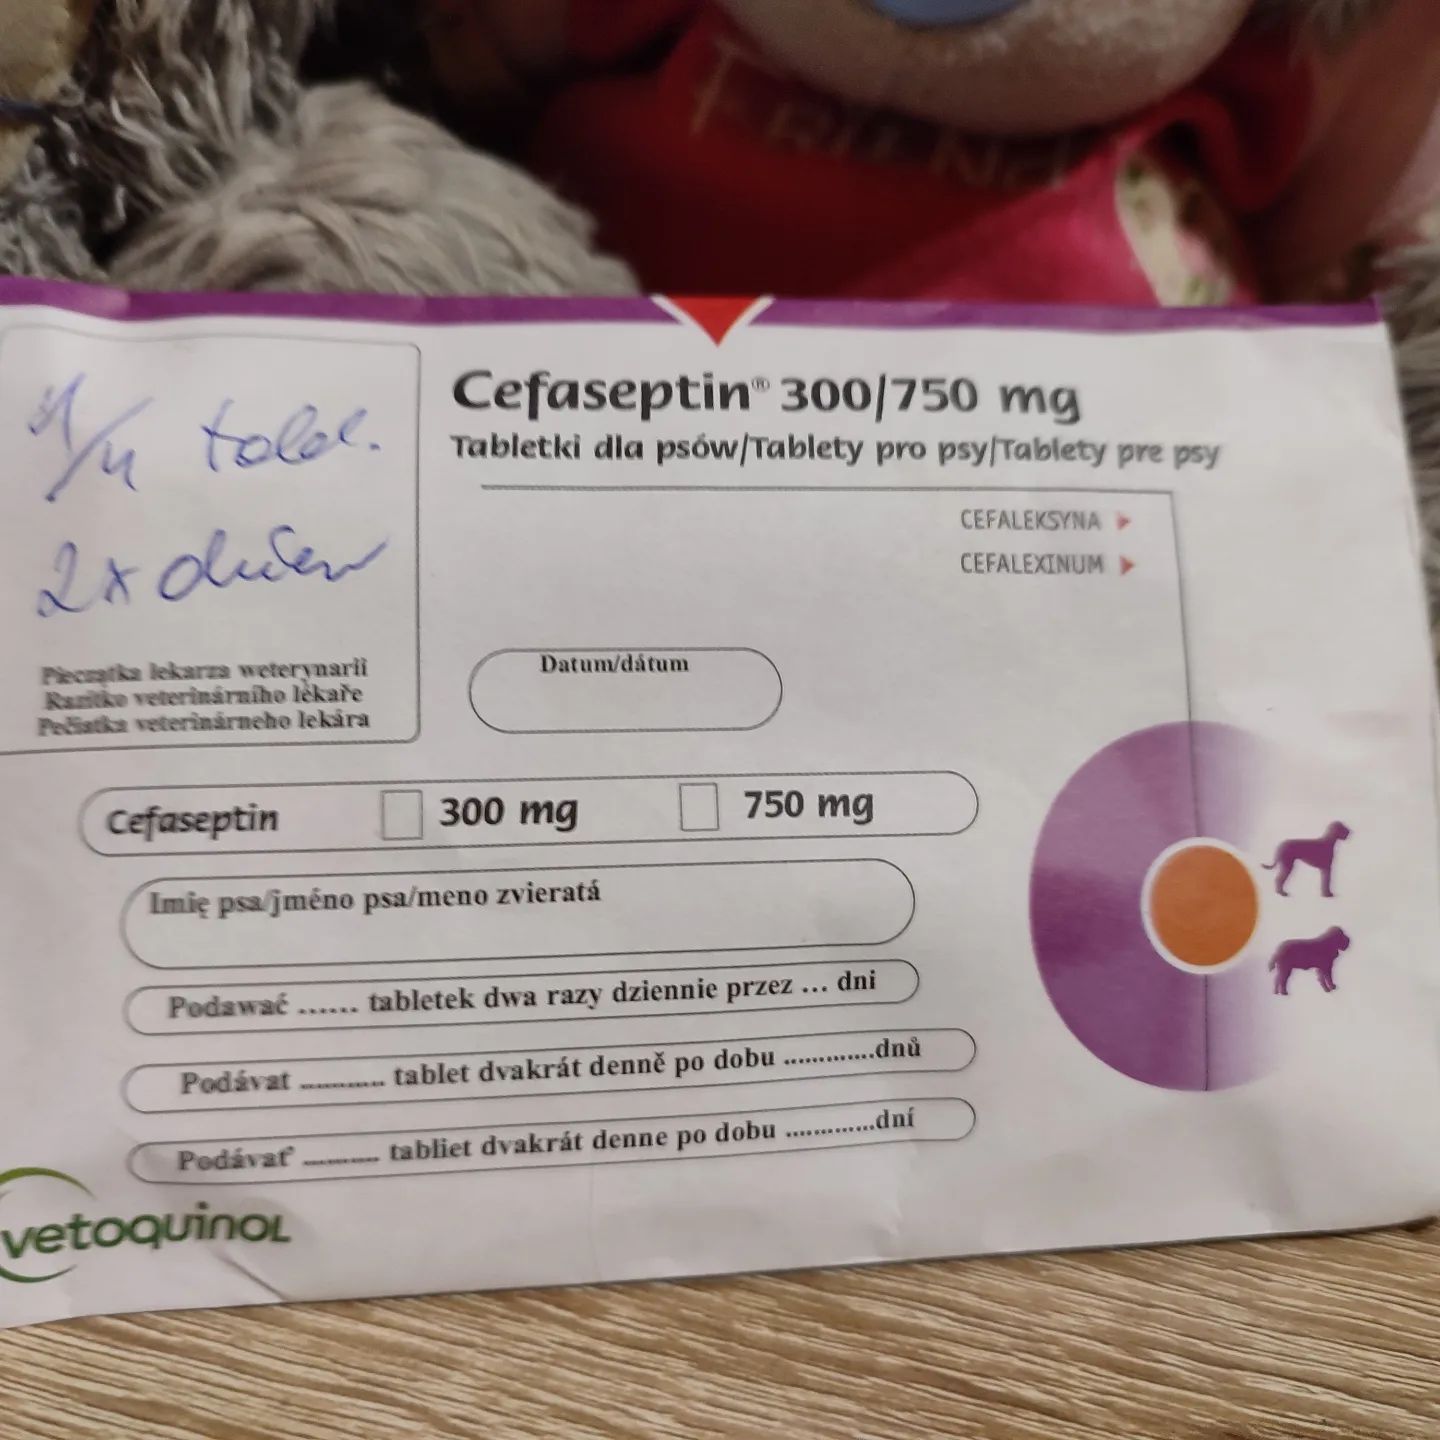 FRIEND
Cefaseptin® 300/750 mg
Tabletki dla psów/Tablety pro psy/Tablety pre psy
1/4 tabl.
2x dzien
CEFALEKSYNA
CEFALEXINUM
Pieczątka lekarza weterynarii
Razítko veterinárního lékaře
Pečiatka veterinárneho lekára
Datum/dátum
Cefaseptin 300 mg 750 mg
Imię psa/jméno psa/meno zvieratá
Podawać ....... tabletek dwa razy dziennie przez ... dni
Podávat ............ tablet dvakrát denně po dobu .............dnů
Podávať ........... tabliet dvakrát denne po dobu .............dní
vetoquinol